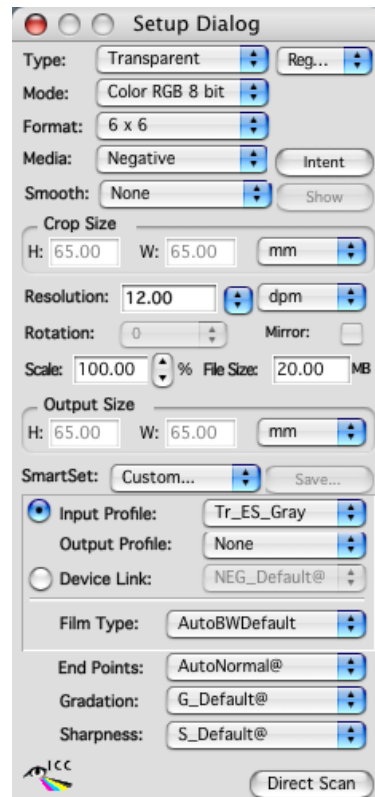 Setup Dialog
Type: Transparent Reg...
Mode: Color RGB 8 bit
Format: 6 x 6
Media: Negative Intent
Smooth: None Show
Crop Size
H: 65.00 W: 65.00 mm
Resolution: 12.00 dpm
Rotation: 0 Mirror:
Scale: 100.00 % File Size: 20.00 MB
Output Size
H: 65.00 W: 65.00 mm
SmartSet: Custom... Save...
Input Profile: Tr_ES_Gray
Output Profile: None
Device Link: NEG_Default@
Film Type: AutoBWDefault
End Points: AutoNormal@
Gradation: G_Default@
Sharpness: S_Default@
ICC Direct Scan